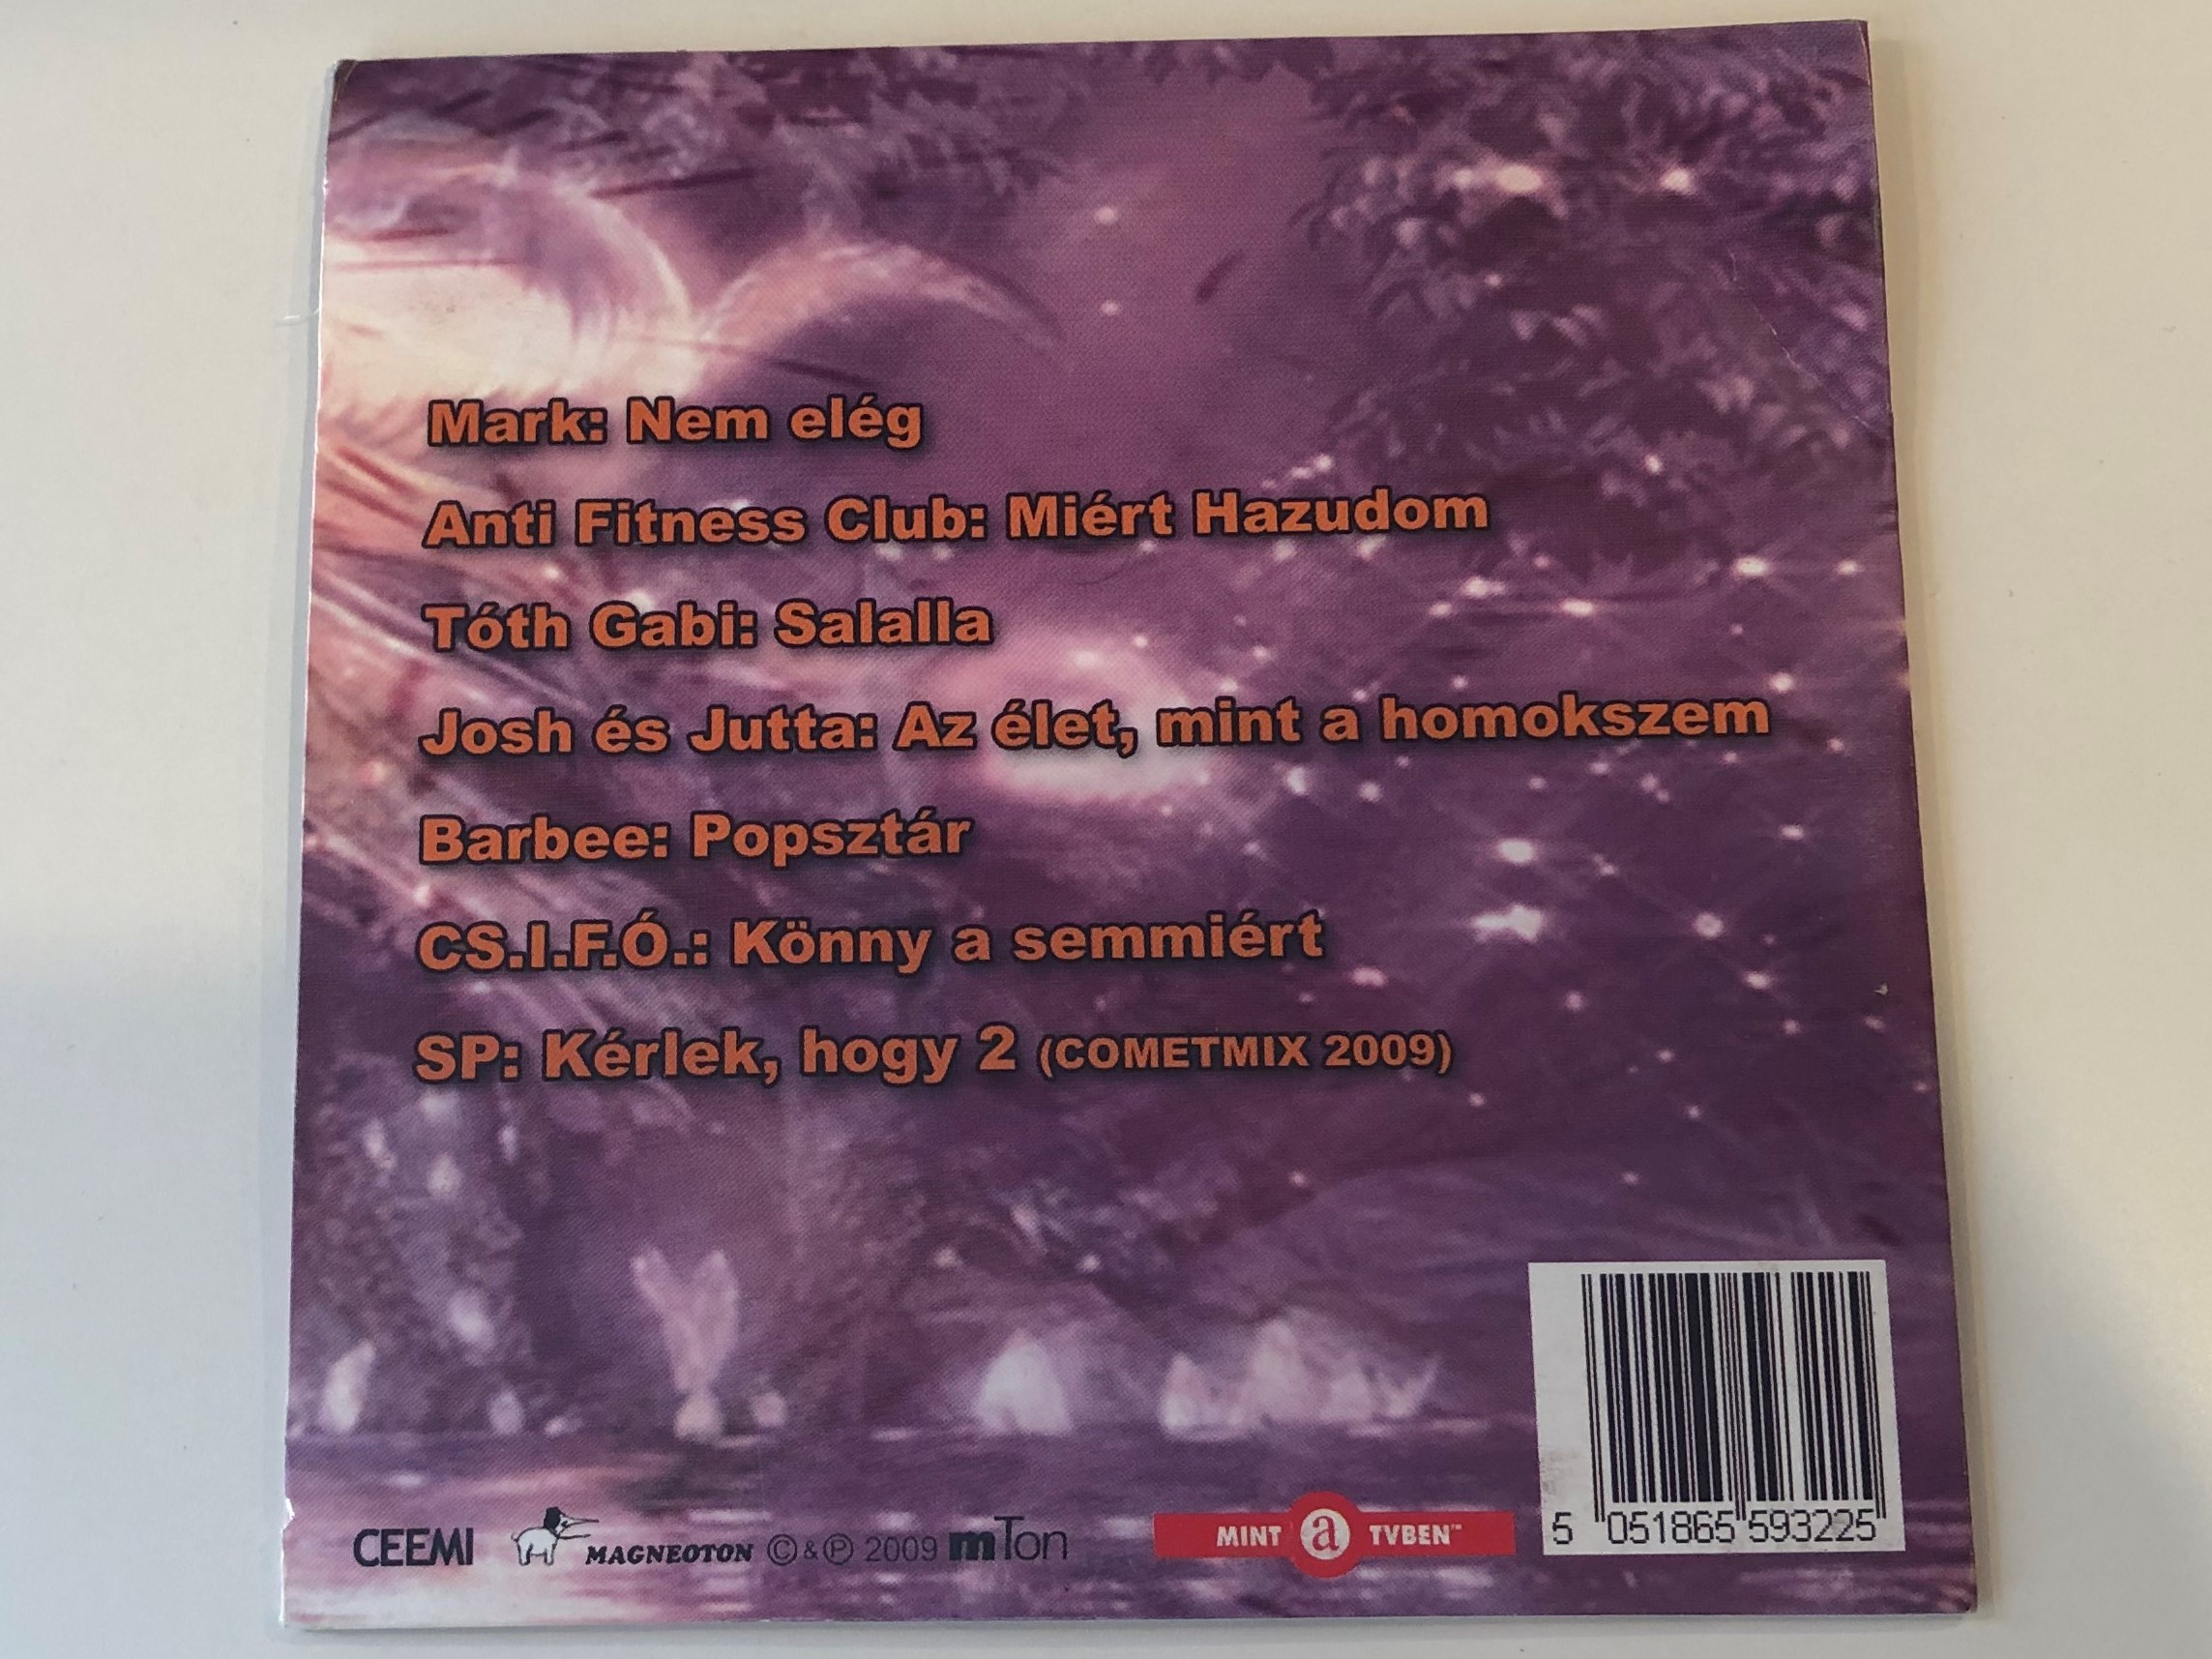 Mark: Nem elég
Anti Fitness Club: Miért Hazudom
Tóth Gabi: Salalla
Josh és Jutta: Az élet, mint a homokszem
Barbee: Popsztár
CS.I.F.Ó.: Könny a semmiért
SP: Kérlek, hogy 2 (COMETMIX 2009)
CEEMI MAGNEOTON ©&℗ 2009 mTon MINT a TVBEN™ 5 051865 593225